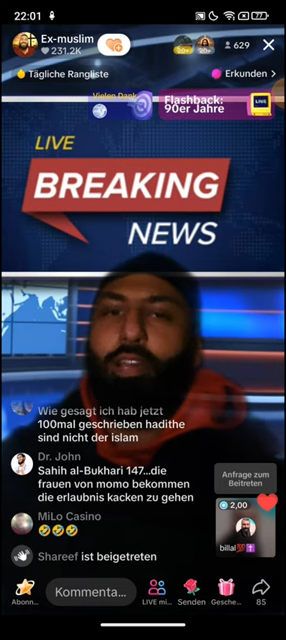 22:01
77
Ex-muslim
231.2K
20+
20+
629
Tägliche Rangliste
Erkunden >
Vielen Dank
Flashback:
90er Jahre
LIVE
LIVE
BREAKING
NEWS
Wie gesagt ich hab jetzt
100mal geschrieben hadithe
sind nicht der islam
Dr. John
Sahih al-Bukhari 147...die
frauen von momo bekommen
die erlaubnis kacken zu gehen
MiLo Casino
🤣🤣🤣
Shareef ist beigetreten
Anfrage zum
Beitreten
2,00
billal💯✝️
Abonn...
Kommenta...
LIVE mi...
Senden
Gesche...
85